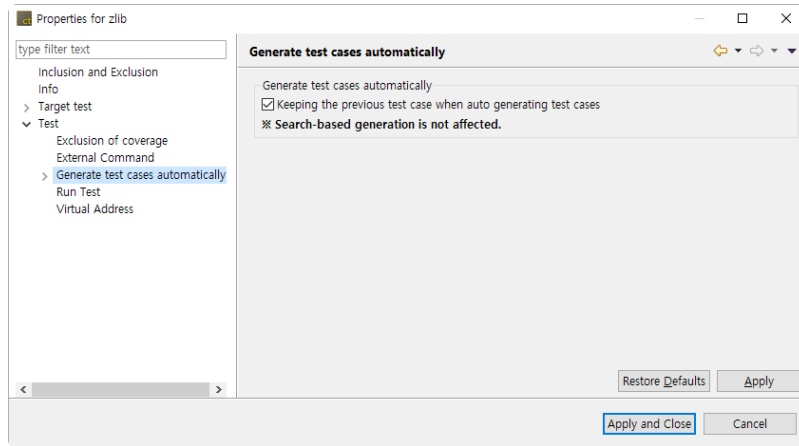 ct Properties for zlib
type filter text
Inclusion and Exclusion
Info
Target test
Test
Exclusion of coverage
External Command
Generate test cases automatically
Run Test
Virtual Address
Generate test cases automatically
Generate test cases automatically
Keeping the previous test case when auto generating test cases
※ Search-based generation is not affected.
Restore Defaults Apply
Apply and Close Cancel